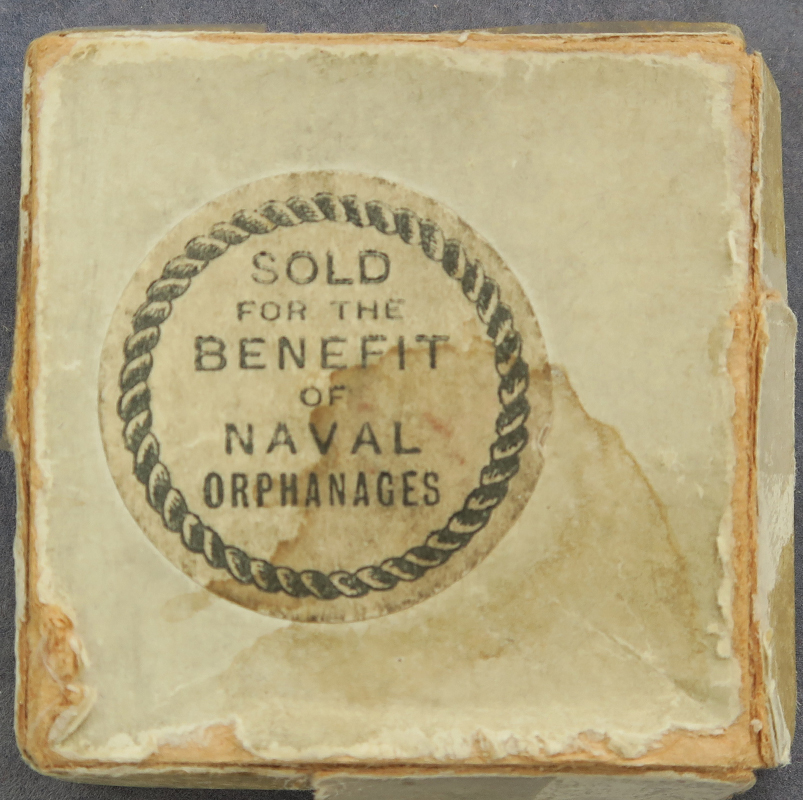 SOLD
FOR THE
BENEFIT
OF
NAVAL
ORPHANAGES